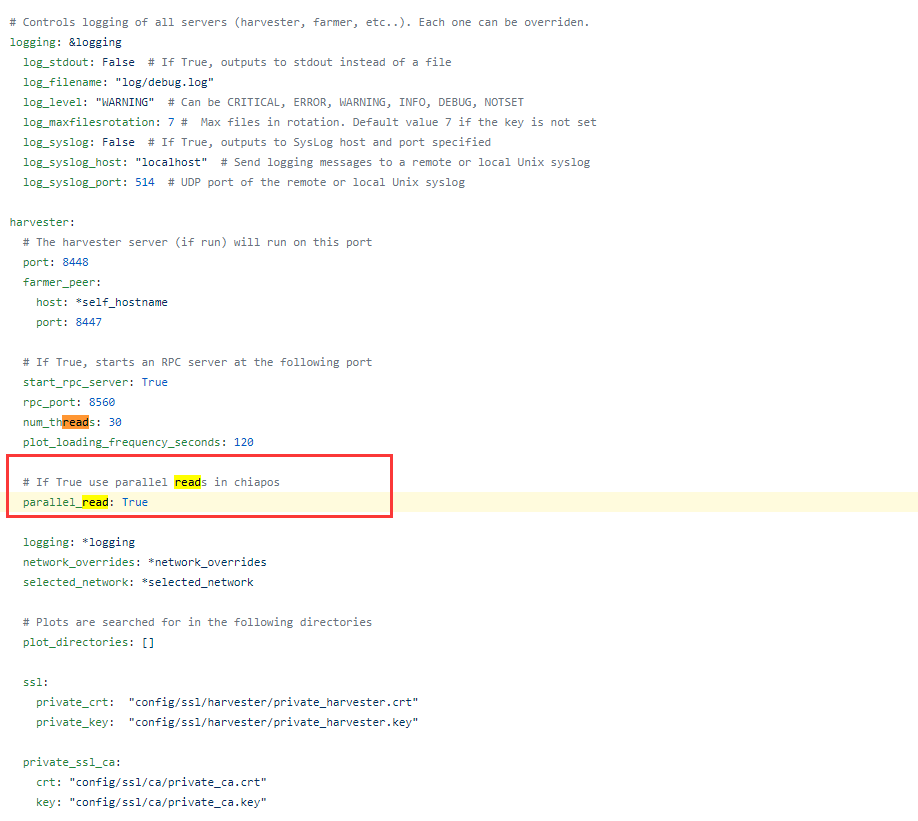 # Controls logging of all servers (harvester, farmer, etc..). Each one can be overriden.
logging: &logging
  log_stdout: False  # If True, outputs to stdout instead of a file
  log_filename: "log/debug.log"
  log_level: "WARNING"  # Can be CRITICAL, ERROR, WARNING, INFO, DEBUG, NOTSET
  log_maxfilesrotation: 7 #  Max files in rotation. Default value 7 if the key is not set
  log_syslog: False  # If True, outputs to SysLog host and port specified
  log_syslog_host: "localhost"  # Send logging messages to a remote or local Unix syslog
  log_syslog_port: 514  # UDP port of the remote or local Unix syslog

harvester:
  # The harvester server (if run) will run on this port
  port: 8448
  farmer_peer:
    host: *self_hostname
    port: 8447

  # If True, starts an RPC server at the following port
  start_rpc_server: True
  rpc_port: 8560
  num_threads: 30
  plot_loading_frequency_seconds: 120

  # If True use parallel reads in chiapos
  parallel_read: True

  logging: *logging
  network_overrides: *network_overrides
  selected_network: *selected_network

  # Plots are searched for in the following directories
  plot_directories: []

  ssl:
    private_crt:  "config/ssl/harvester/private_harvester.crt"
    private_key:  "config/ssl/harvester/private_harvester.key"

  private_ssl_ca:
    crt: "config/ssl/ca/private_ca.crt"
    key: "config/ssl/ca/private_ca.key"